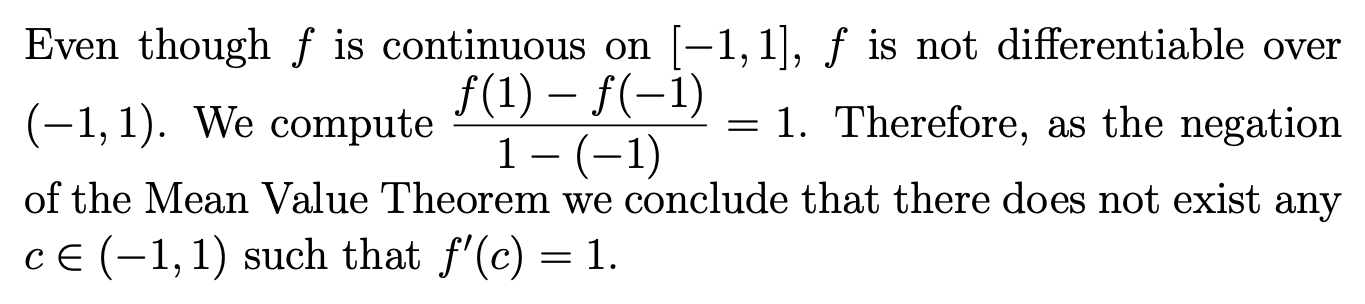 Even though f is continuous on [−1, 1], f is not differentiable over
(−1, 1). We compute \frac{f(1) − f(−1)}{1 − (−1)} = 1. Therefore, as the negation
of the Mean Value Theorem we conclude that there does not exist any
c ∈ (−1, 1) such that f′(c) = 1.